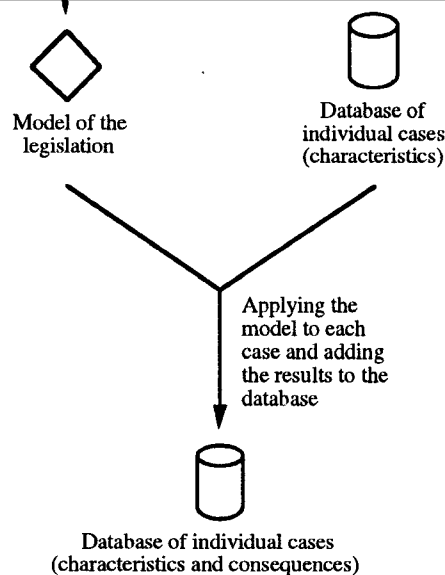 Model of the
legislation
Database of
individual cases
(characteristics)
Applying the
model to each
case and adding
the results to the
database
Database of individual cases
(characteristics and consequences)